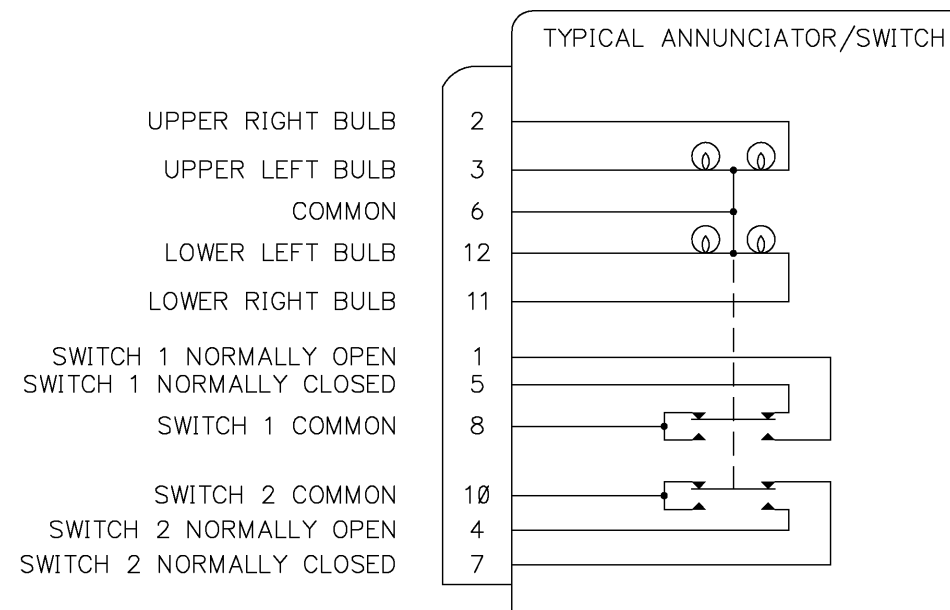 TYPICAL ANNUNCIATOR/SWITCH
UPPER RIGHT BULB 2
UPPER LEFT BULB 3
COMMON 6
LOWER LEFT BULB 12
LOWER RIGHT BULB 11
SWITCH 1 NORMALLY OPEN 1
SWITCH 1 NORMALLY CLOSED 5
SWITCH 1 COMMON 8
SWITCH 2 COMMON 1Ø
SWITCH 2 NORMALLY OPEN 4
SWITCH 2 NORMALLY CLOSED 7